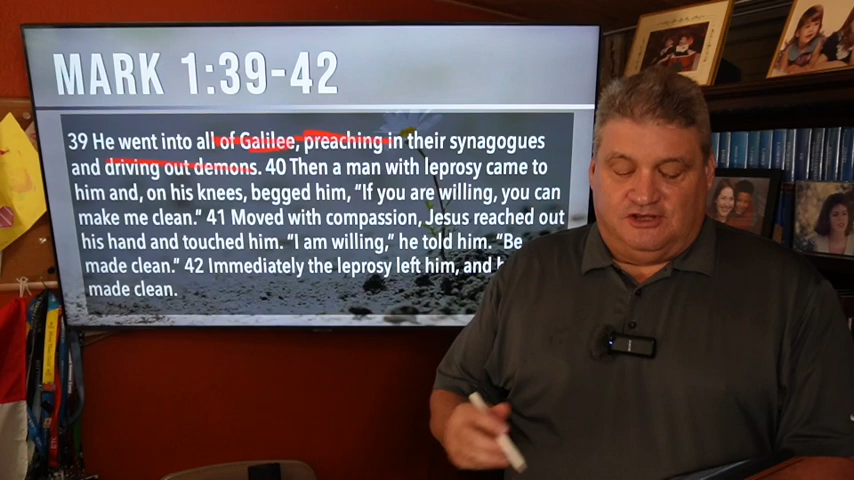 MARK 1:39-42
39 He went into all of Galilee, preaching in their synagogues
and driving out demons. 40 Then a man with leprosy came to
him and, on his knees, begged him, “If you are willing, you can
make me clean.” 41 Moved with compassion, Jesus reached out
his hand and touched him. “I am willing,” he told him. “Be
made clean.” 42 Immediately the leprosy left him, and
made clean.